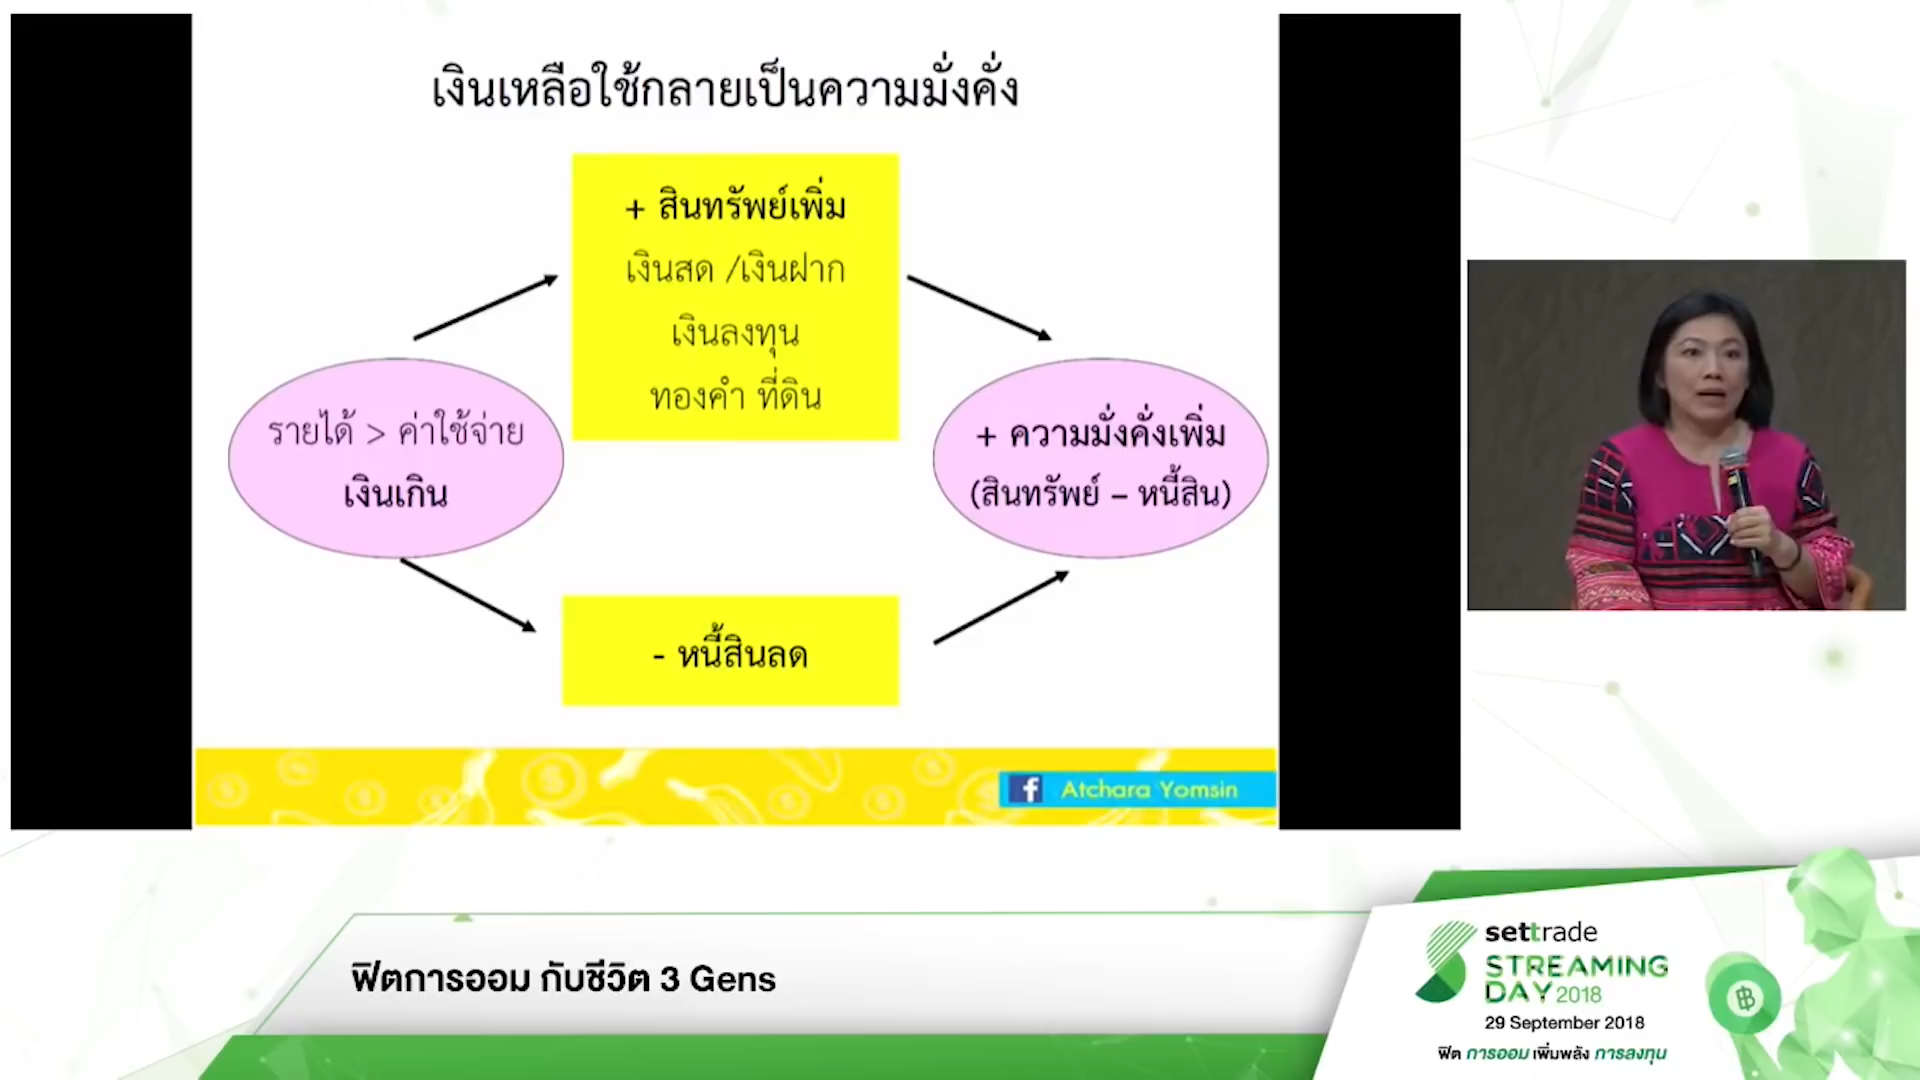 เงินเหลือใช้กลายเป็นความมั่งคั่ง
+ สินทรัพย์เพิ่ม
เงินสด /เงินฝาก
เงินลงทุน
ทองคำ ที่ดิน
รายได้ > ค่าใช้จ่าย
เงินเกิน
+ ความมั่งคั่งเพิ่ม
(สินทรัพย์ – หนี้สิน)
- หนี้สินลด
f Atchara Yomsin
ฟิตการออม กับชีวิต 3 Gens
settrade
STREAMING
DAY 2018
29 September 2018
ฟิต การออม เพิ่มพลัง การลงทุน